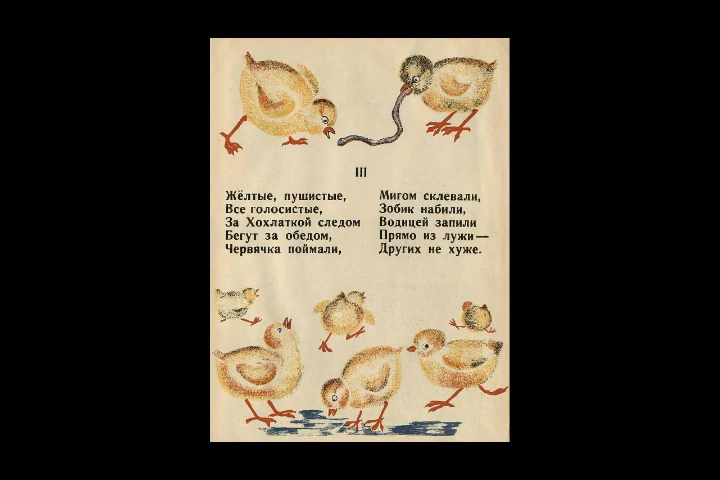 III
Жёлтые, пушистые,
Все голосистые,
За Хохлаткой следом
Бегут за обедом,
Червячка поймали,
Мигом склевали,
Зобик набили,
Водицей запили
Прямо из лужи—
Других не хуже.